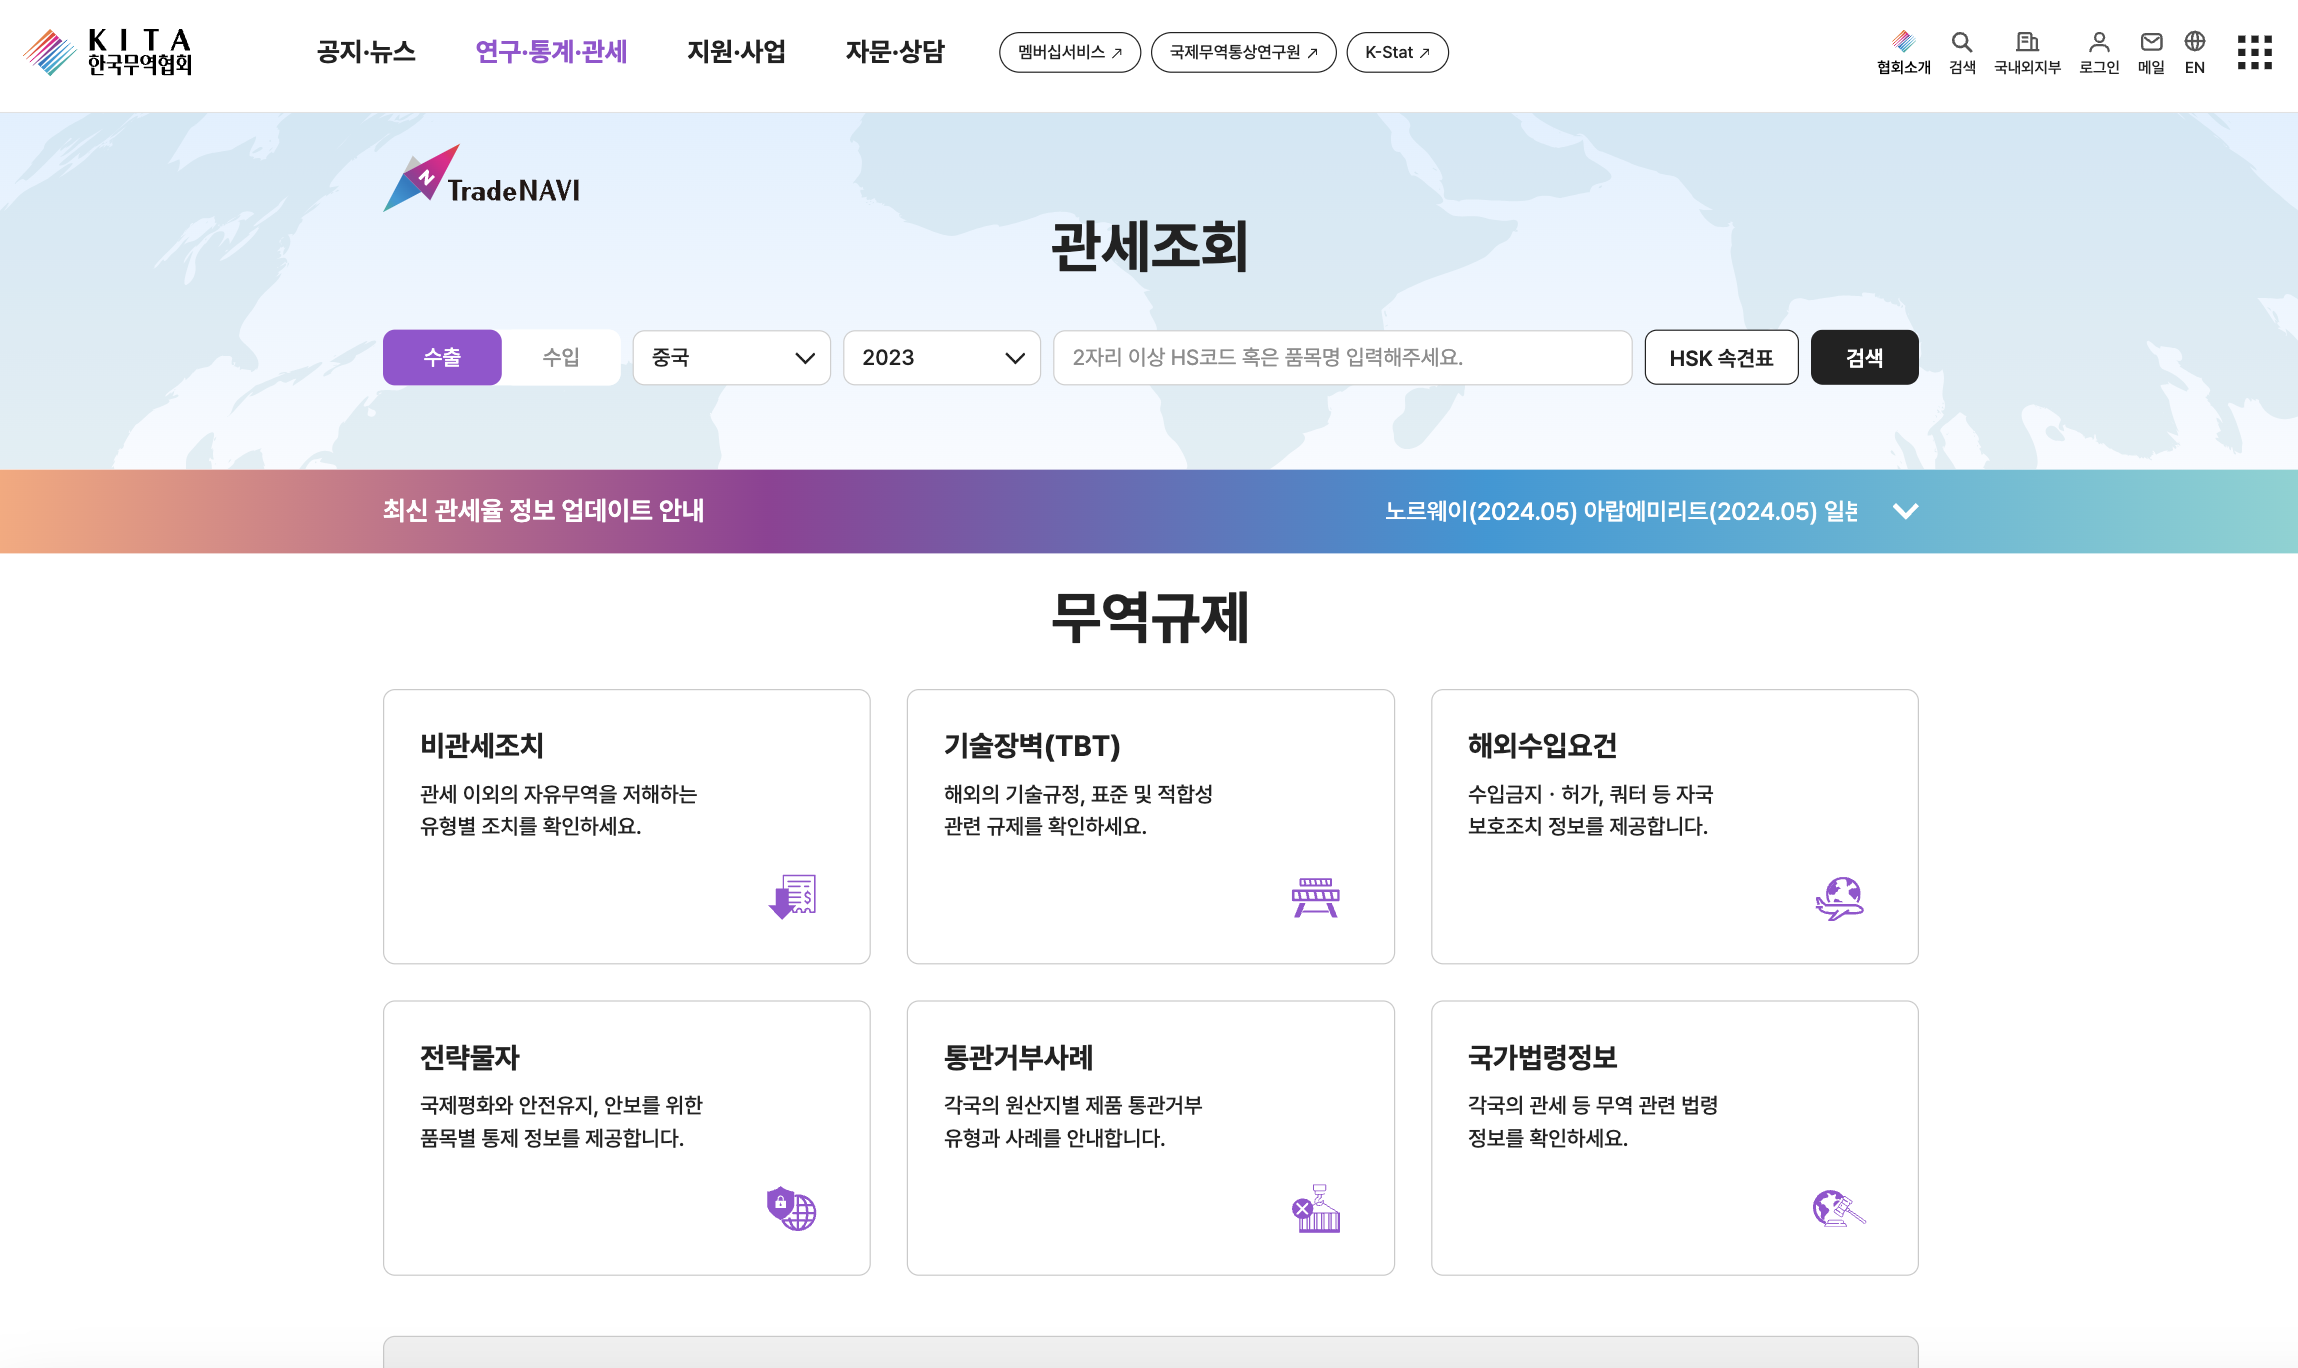 KITA
한국무역협회
공지·뉴스
연구·통계·관세
지원·사업
자문·상담
멤버십서비스
국제무역통상연구원
K-Stat
협회소개
검색
국내외지부
로그인
메일
EN
N
TradeNAVI
관세조회
수출
수입
중국
2023
2자리 이상 HS코드 혹은 품목명 입력해주세요.
HSK 속견표
검색
최신 관세율 정보 업데이트 안내
노르웨이(2024.05) 아랍에미리트(2024.05) 일본
무역규제
비관세조치
관세 이외의 자유무역을 저해하는
유형별 조치를 확인하세요.
기술장벽(TBT)
해외의 기술규정, 표준 및 적합성
관련 규제를 확인하세요.
해외수입요건
수입금지 · 허가, 쿼터 등 자국
보호조치 정보를 제공합니다.
전략물자
국제평화와 안전유지, 안보를 위한
품목별 통제 정보를 제공합니다.
통관거부사례
각국의 원산지별 제품 통관거부
유형과 사례를 안내합니다.
국가법령정보
각국의 관세 등 무역 관련 법령
정보를 확인하세요.